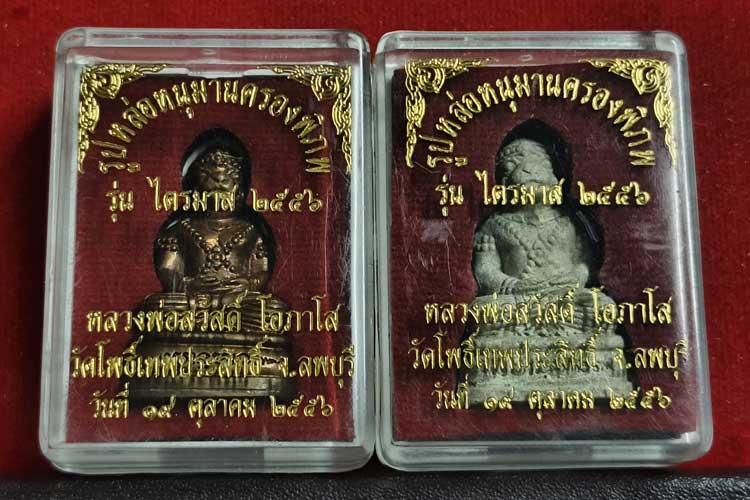 รูปหล่อหนุมานครองพิภพ
รุ่น ไตรมาส ๒๕๕๖
หลวงพ่อสวัสดิ์ โอภาโส
วัดโพธิ์เทพประสิทธิ์ จ.ลพบุรี
วันที่ ๑๙ ตุลาคม ๒๕๕๖
รูปหล่อหนุมานครองพิภพ
รุ่น ไตรมาส ๒๕๕๖
หลวงพ่อสวัสดิ์ โอภาโส
วัดโพธิ์เทพประสิทธิ์ จ.ลพบุรี
วันที่ ๑๙ ตุลาคม ๒๕๕๖